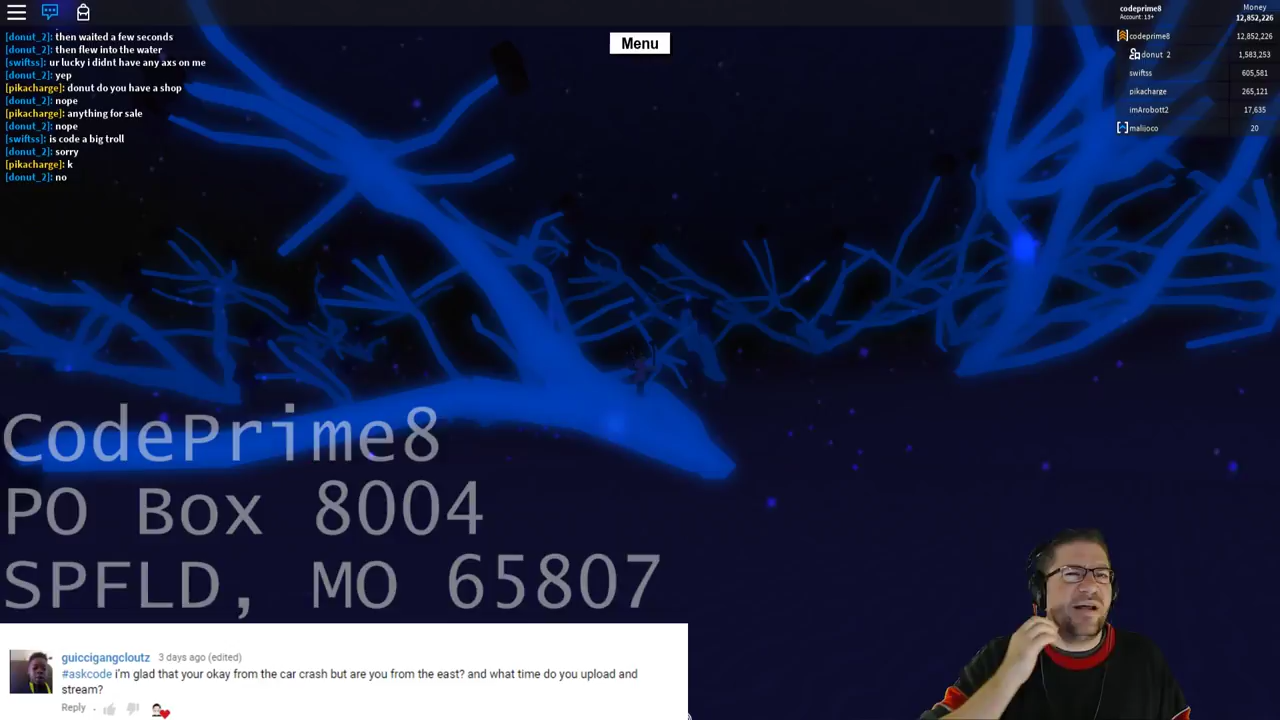 [donut_2]: then waited a few seconds
[donut_2]: then flew into the water
[swiftss]: ur lucky i didnt have any axs on me
[donut_2]: yep
[pikacharge]: donut do you have a shop
[donut_2]: nope
[pikacharge]: anything for sale
[donut_2]: nope
[swiftss]: is code a big troll
[donut_2]: sorry
[pikacharge]: k
[donut_2]: no
Menu
codeprime8 Money
Account: 13+ 12,852,226
codeprime8 12,852,226
donut_2 1,583,253
swiftss 605,581
pikacharge 265,121
imArobott2 17,635
malijoco 20
CodePrime8
PO Box 8004
SPFLD, MO 65807
guiccigangcloutz 3 days ago (edited)
#askcode i'm glad that your okay from the car crash but are you from the east? and what time do you upload and
stream?
Reply